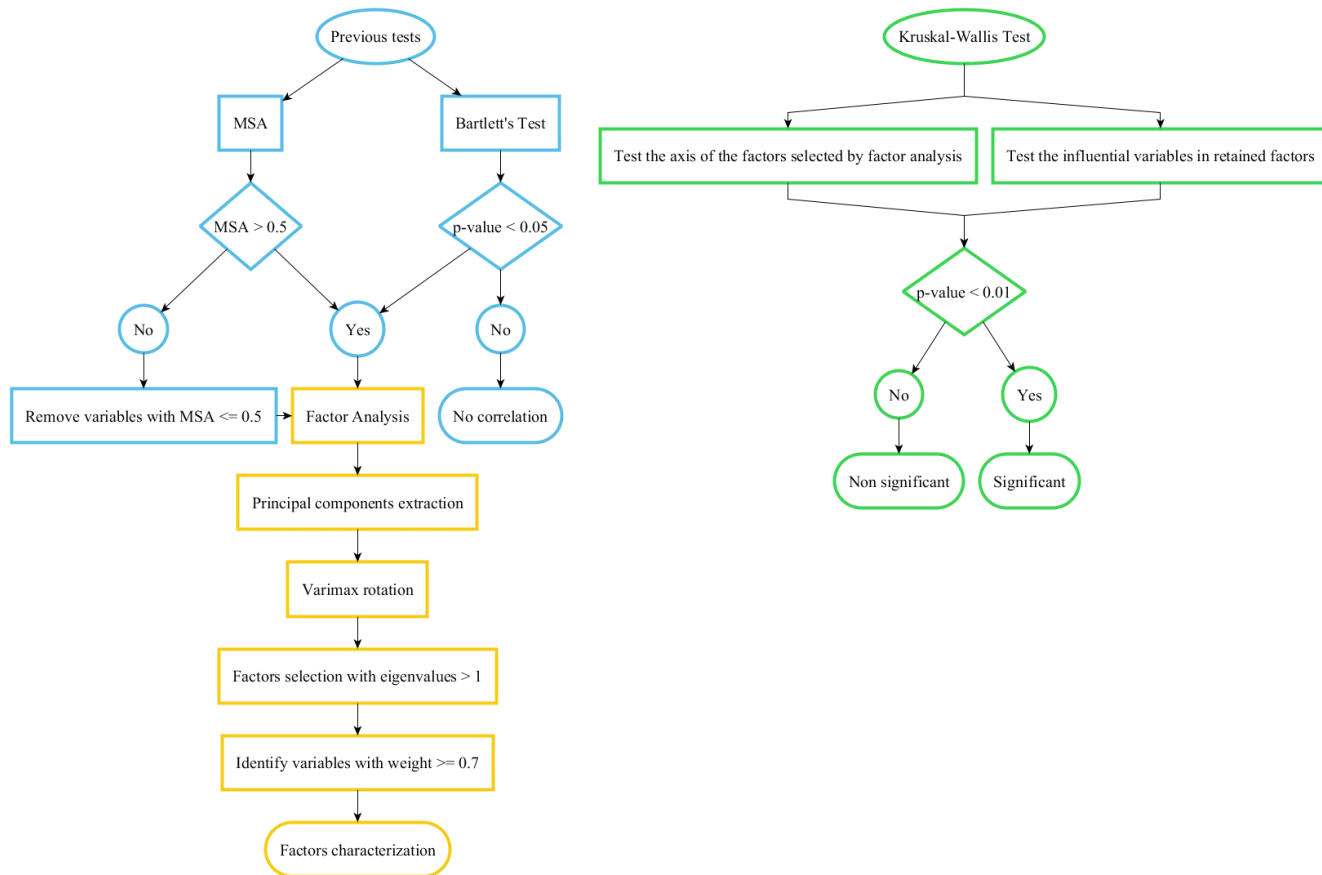 Previous tests
Kruskal-Wallis Test
MSA
Bartlett's Test
Test the axis of the factors selected by factor analysis
Test the influential variables in retained factors
MSA > 0.5
p-value < 0.05
p-value < 0.01
No
Yes
No
No
Yes
Remove variables with MSA <= 0.5
Factor Analysis
No correlation
Non significant
Significant
Principal components extraction
Varimax rotation
Factors selection with eigenvalues > 1
Identify variables with weight >= 0.7
Factors characterization